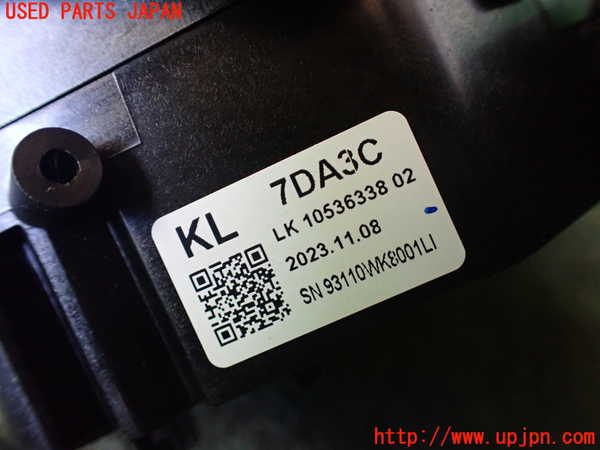 USED PARTS JAPAN
KL 7DA3C
LK 10536338 02
2023.11.08
SN 93110WK8001LI
http://www.upjpn.com/